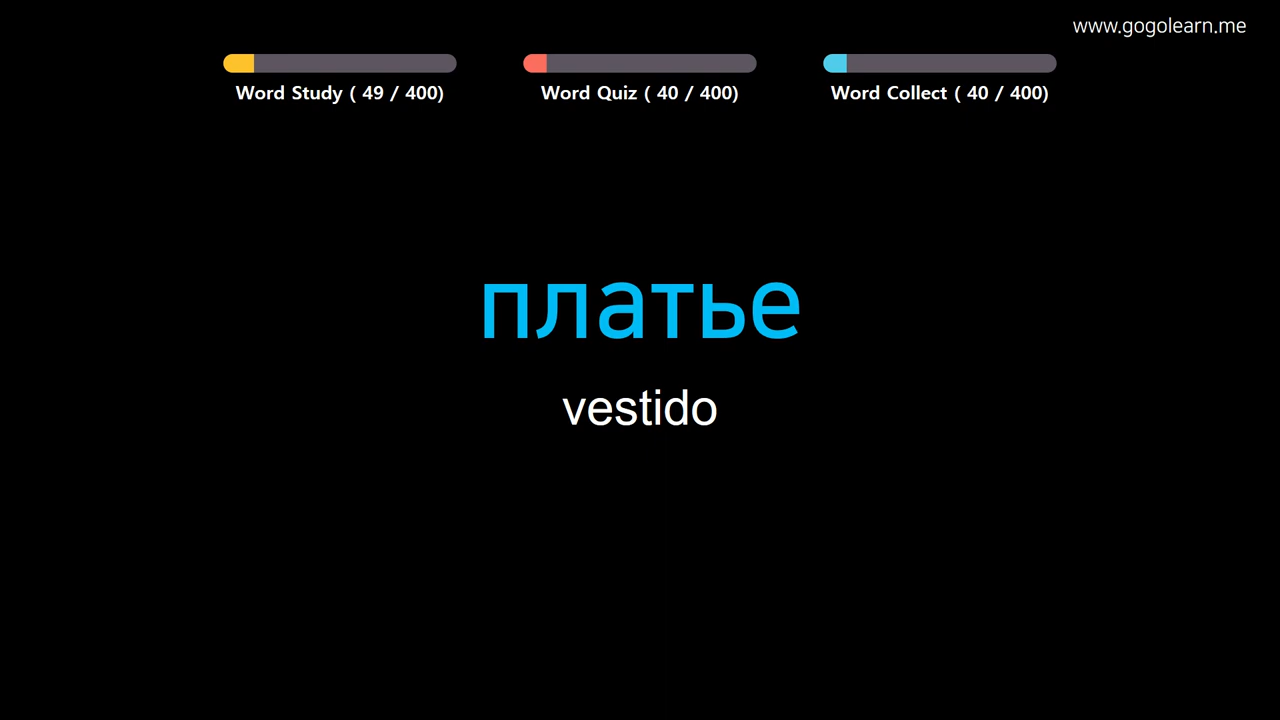 www.gogolearn.me
Word Study ( 49 / 400)
Word Quiz ( 40 / 400)
Word Collect ( 40 / 400)
платье
vestido